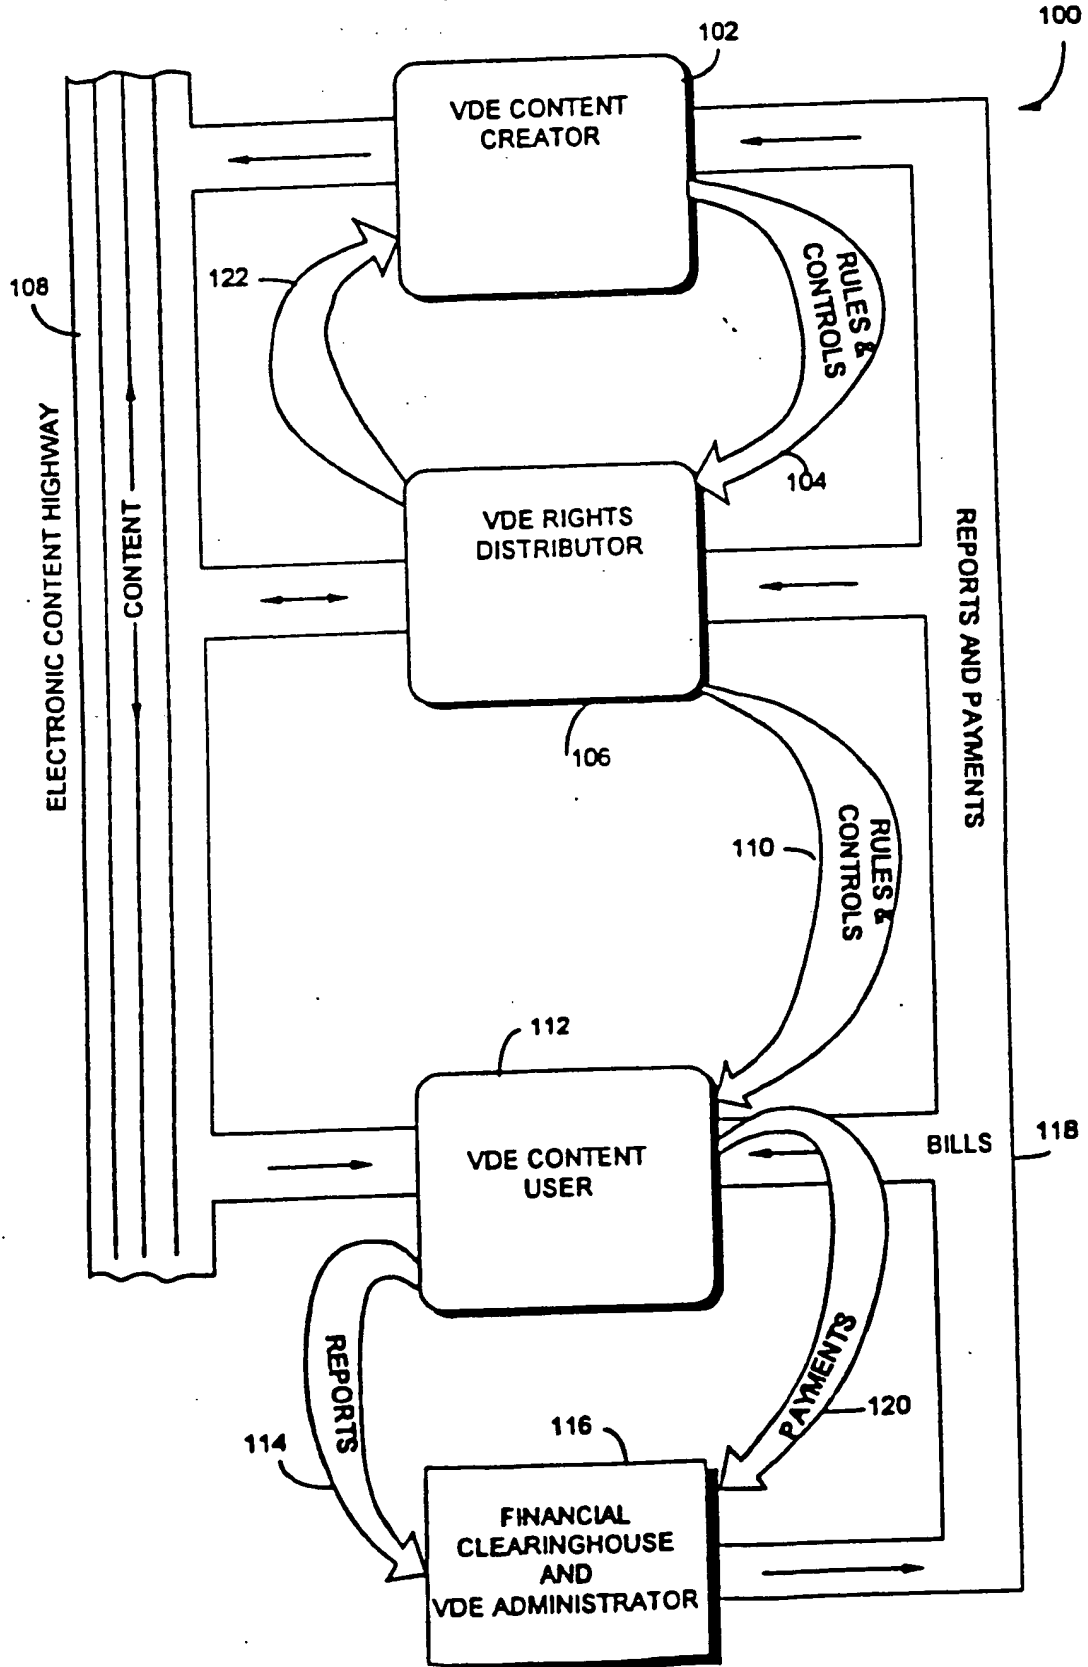 100
102
VDE CONTENT
CREATOR
122
RULES &
CONTROLS
108
104
ELECTRONIC CONTENT HIGHWAY
CONTENT
VDE RIGHTS
DISTRIBUTOR
REPORTS AND PAYMENTS
106
110
RULES &
CONTROLS
112
VDE CONTENT
USER
BILLS
118
REPORTS
PAYMENTS
120
114
116
FINANCIAL
CLEARINGHOUSE
AND
VDE ADMINISTRATOR